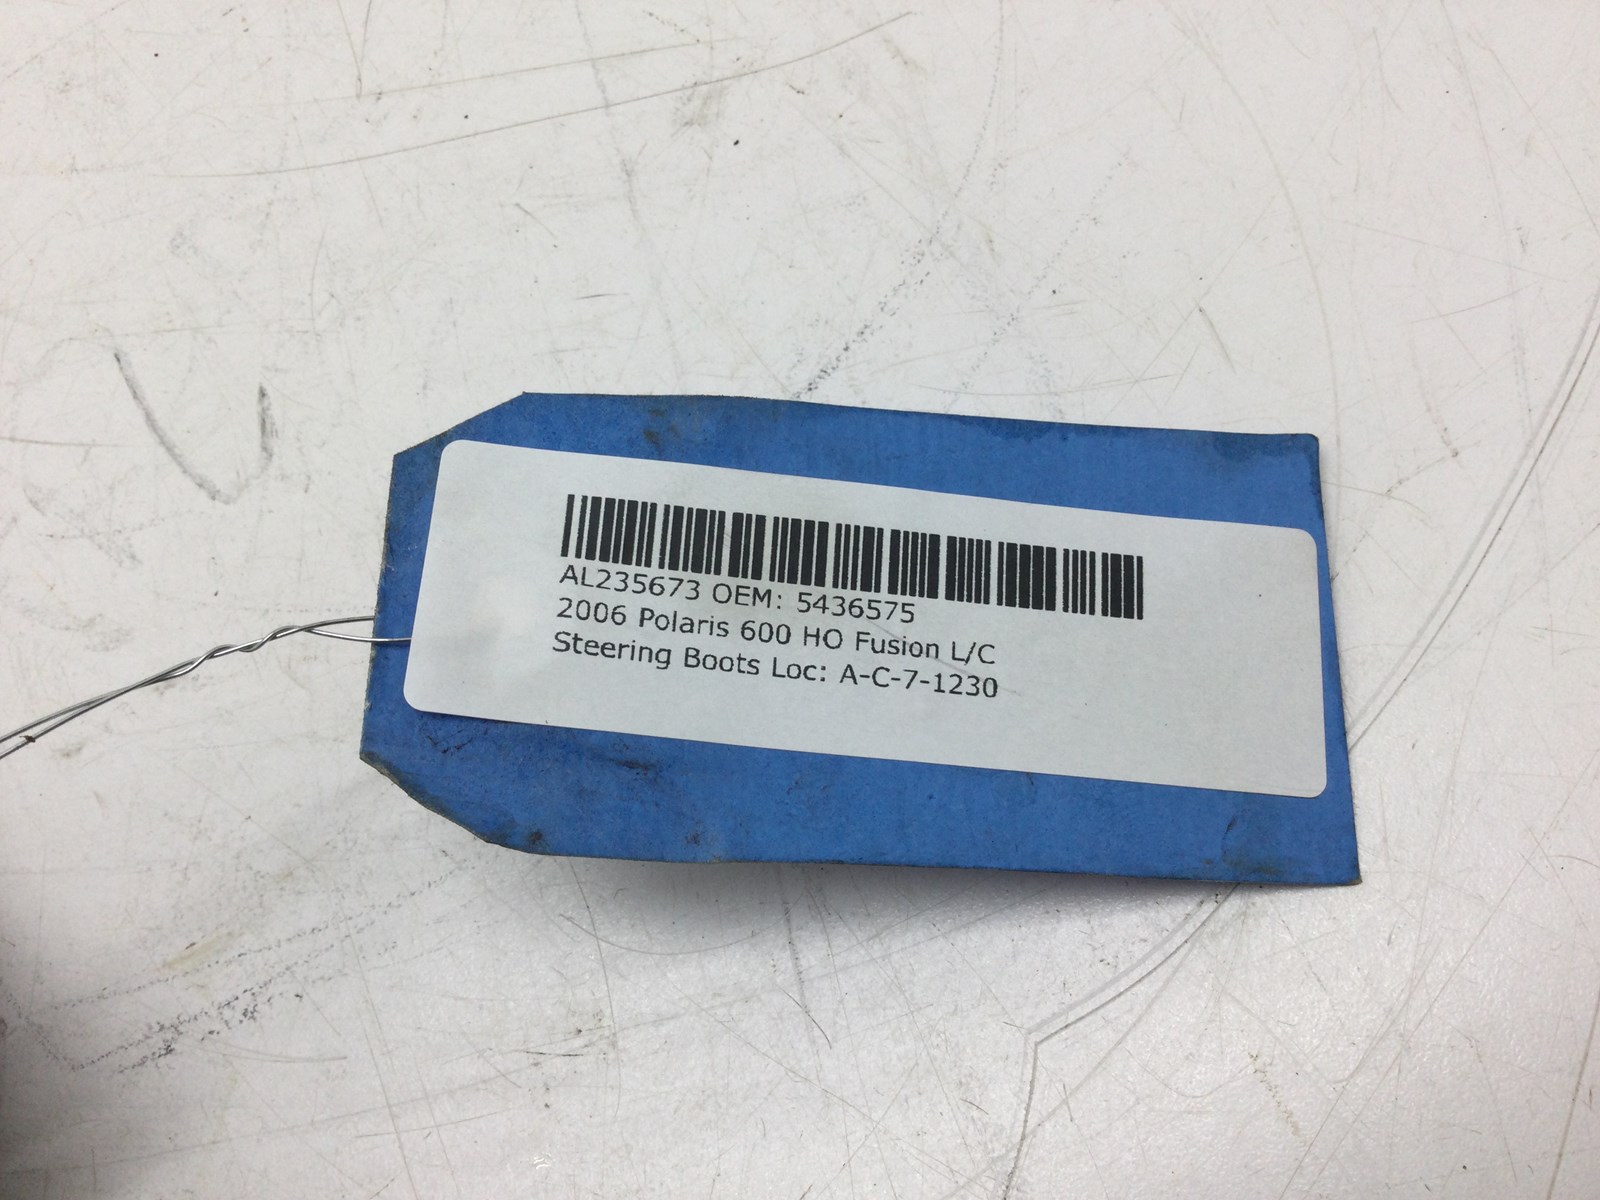 AL235673 OEM: 5436575
2006 Polaris 600 HO Fusion L/C
Steering Boots Loc: A-C-7-1230